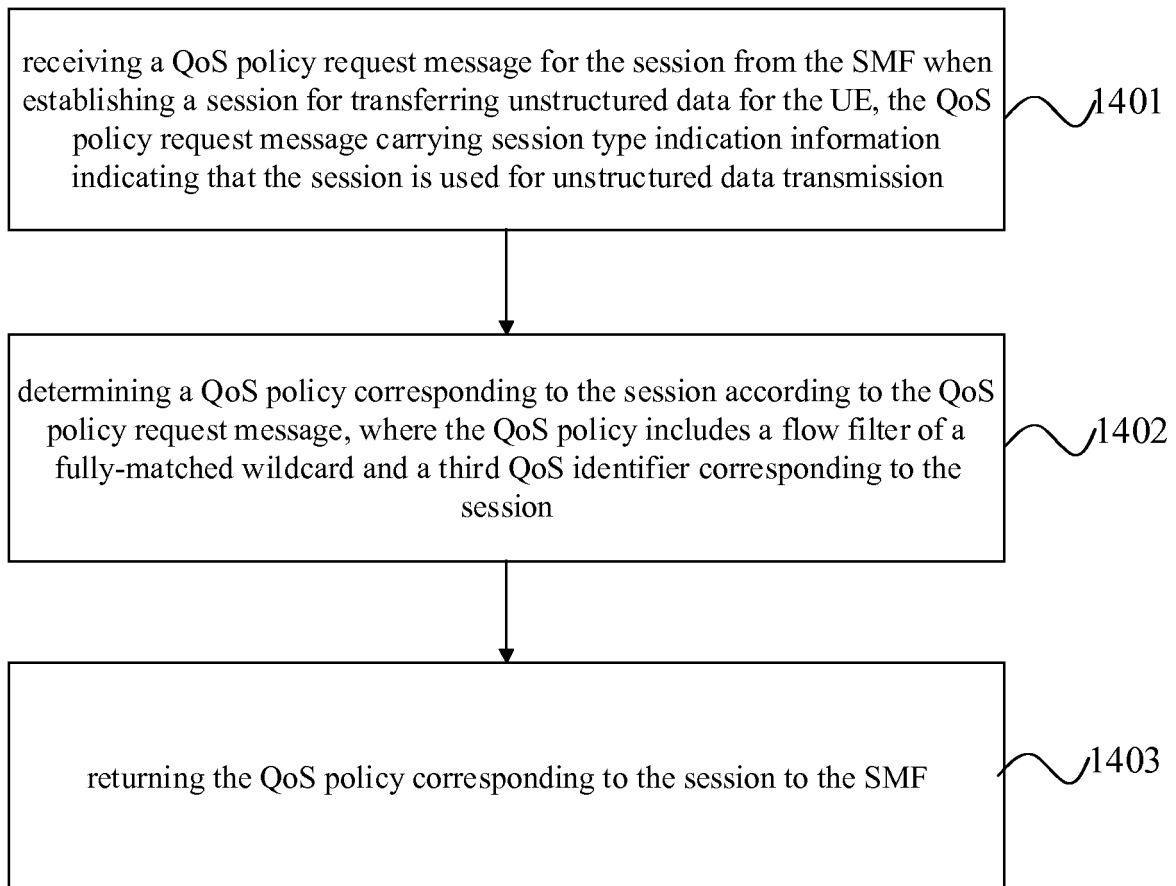 receiving a QoS policy request message for the session from the SMF when
establishing a session for transferring unstructured data for the UE, the QoS
policy request message carrying session type indication information
indicating that the session is used for unstructured data transmission
1401
determining a QoS policy corresponding to the session according to the QoS
policy request message, where the QoS policy includes a flow filter of a
fully-matched wildcard and a third QoS identifier corresponding to the
session
1402
returning the QoS policy corresponding to the session to the SMF
1403